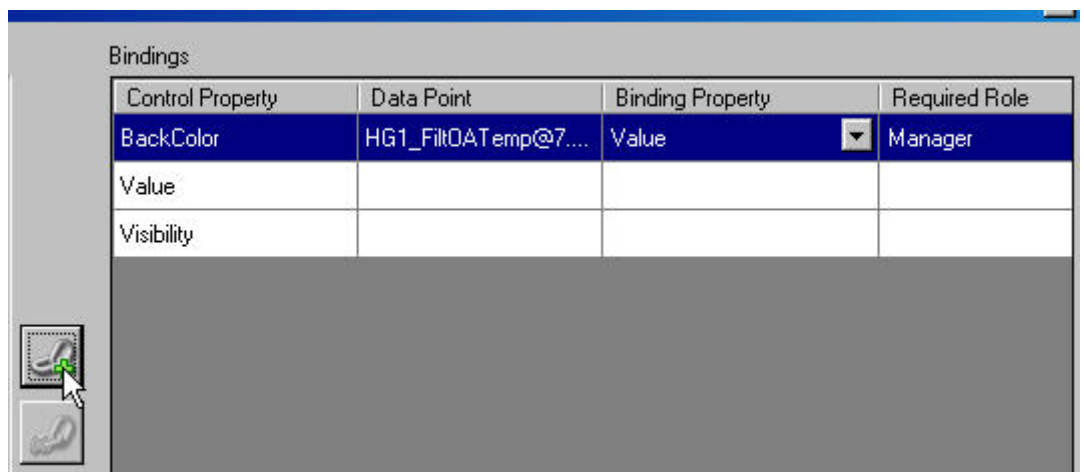 Bindings
Control Property Data Point Binding Property Required Role
BackColor HG1_FiltOATemp@7.... Value Manager
Value
Visibility